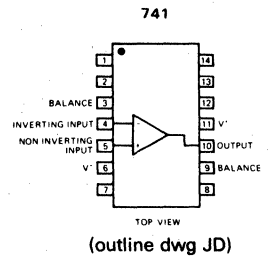 741
1 14
2 13
BALANCE 3 12
INVERTING INPUT 4 - 11 V+
NON INVERTING
INPUT 5 + 10 OUTPUT
V- 6 9 BALANCE
7 8
TOP VIEW
(outline dwg JD)